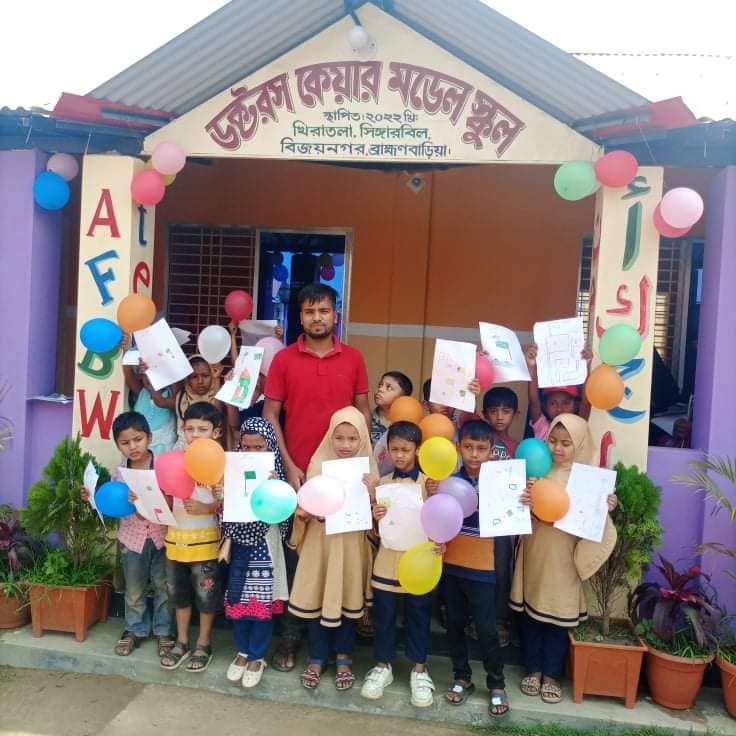 ডক্টরস কেয়ার মডেল স্কুল
স্থাপিত:২০২২ খ্রি:
খিরাতলা, সিঙ্গারবিল,
বিজয়নগর, ব্রাহ্মণবাড়িয়া।
A
F
B
W
আ
ক